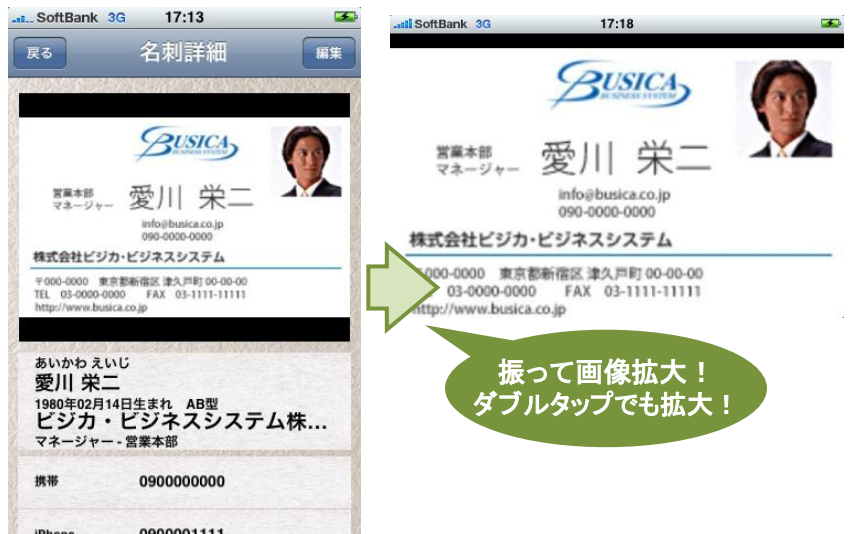 SoftBank 3G 17:13
戻る 名刺詳細 編集
BUSICA
BUSINESS SYSTEM
営業本部
マネージャー 愛川 栄二
info@busica.co.jp
090-0000-0000
株式会社ビジカ・ビジネスシステム
〒000-0000 東京都新宿区 津久戸町 00-00-00
TEL 03-0000-0000 FAX 03-1111-11111
http://www.busica.co.jp
あいかわ えいじ
愛川 栄二
1980年02月14日生まれ AB型
ビジカ・ビジネスシステム株...
マネージャー - 営業本部
携帯 0900000000
iPhone 0900001111
SoftBank 3G 17:18
BUSICA
BUSINESS SYSTEM
営業本部
マネージャー 愛川 栄二
info@busica.co.jp
090-0000-0000
株式会社ビジカ・ビジネスシステム
000-0000 東京都新宿区 津久戸町 00-00-00
03-0000-0000 FAX 03-1111-11111
http://www.busica.co.jp
振って画像拡大！
ダブルタップでも拡大！